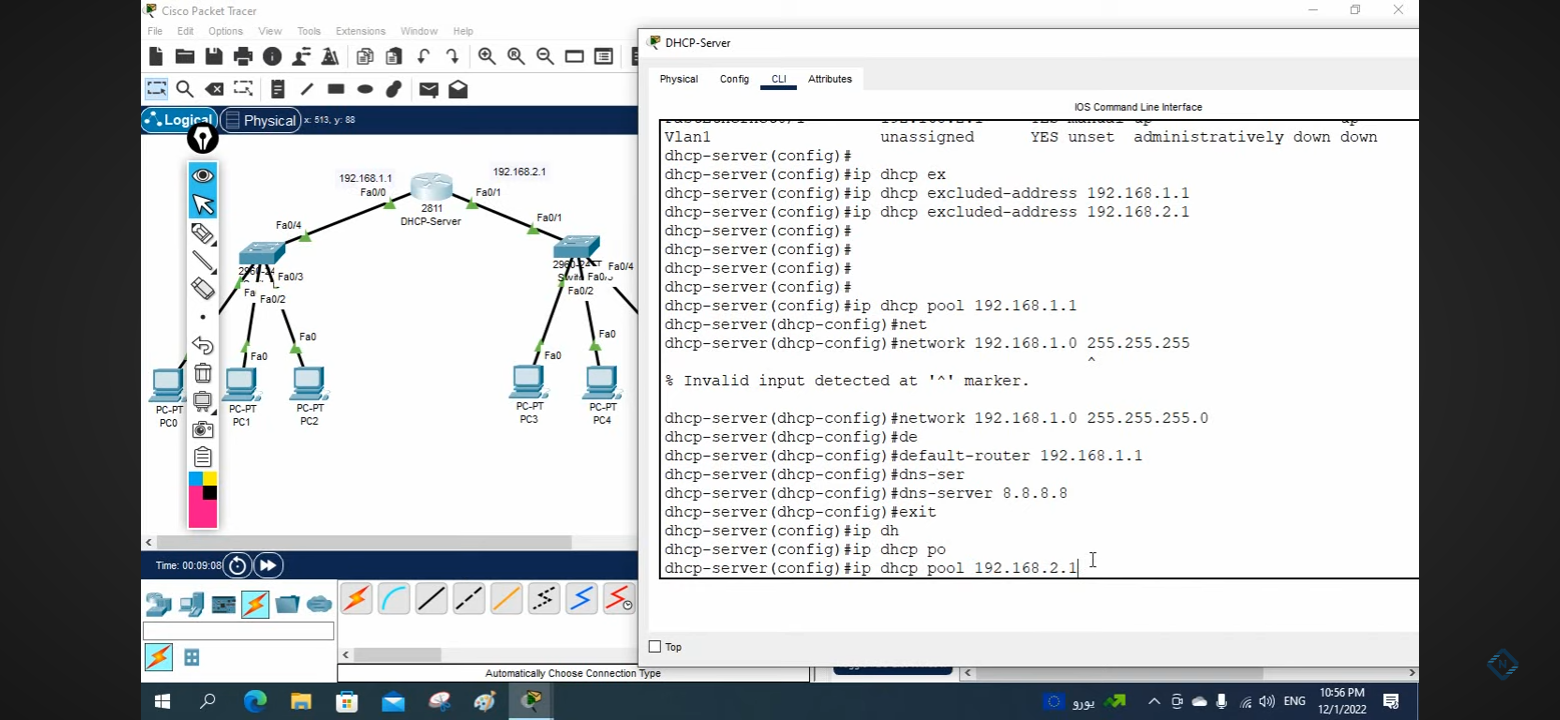 Cisco Packet Tracer
File Edit Options View Tools Extensions Window Help
Logical Physical x: 513, y: 88
192.168.1.1
192.168.2.1
Fa0/0
Fa0/1
2811
DHCP-Server
Fa0/4
Fa0/1
Fa0/3
Fa0/2
Fa0/4
Fa0/2
Fa0
Fa0
Fa0
Fa0
PC-PT
PC0
PC-PT
PC1
PC-PT
PC2
PC-PT
PC3
PC-PT
PC4
Time: 00:09:08
Automatically Choose Connection Type
DHCP-Server
Physical Config CLI Attributes
IOS Command Line Interface
Vlan1 unassigned YES unset administratively down down
dhcp-server(config)#
dhcp-server(config)#ip dhcp ex
dhcp-server(config)#ip dhcp excluded-address 192.168.1.1
dhcp-server(config)#ip dhcp excluded-address 192.168.2.1
dhcp-server(config)#
dhcp-server(config)#
dhcp-server(config)#
dhcp-server(config)#
dhcp-server(config)#ip dhcp pool 192.168.1.1
dhcp-server(dhcp-config)#net
dhcp-server(dhcp-config)#network 192.168.1.0 255.255.255
^
% Invalid input detected at '^' marker.
dhcp-server(dhcp-config)#network 192.168.1.0 255.255.255.0
dhcp-server(dhcp-config)#de
dhcp-server(dhcp-config)#default-router 192.168.1.1
dhcp-server(dhcp-config)#dns-ser
dhcp-server(dhcp-config)#dns-server 8.8.8.8
dhcp-server(dhcp-config)#exit
dhcp-server(config)#ip dh
dhcp-server(config)#ip dhcp po
dhcp-server(config)#ip dhcp pool 192.168.2.1
Top
يورو
ENG
10:56 PM
12/1/2022